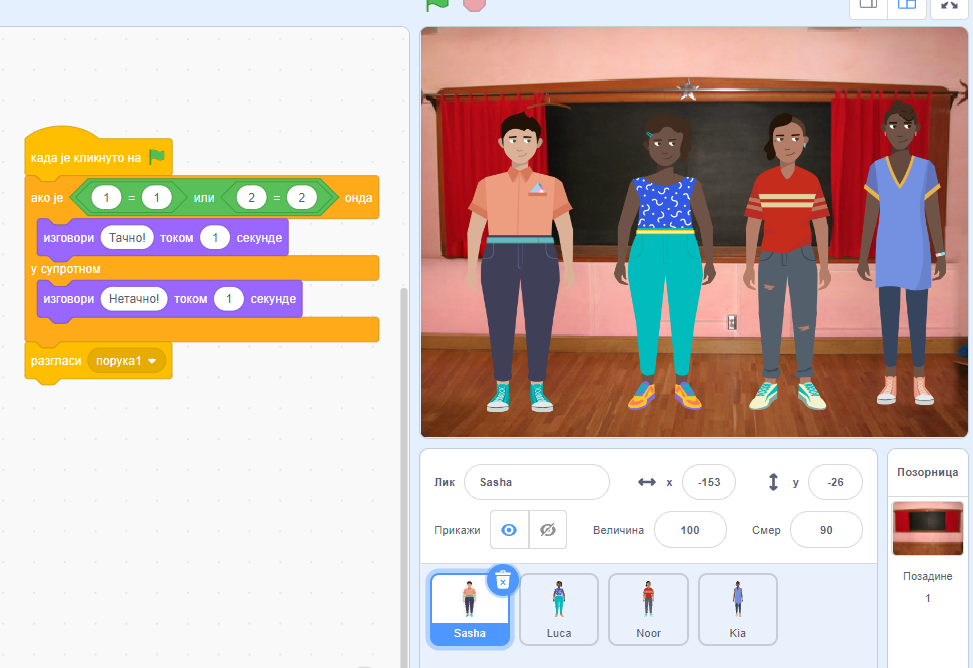 када је кликнуто на
ако је 1 = 1 или 2 = 2 онда
изговори Тачно! током 1 секунде
у супротном
изговори Нетачно! током 1 секунде
разгласи порука1
Лик Sasha x -153 y -26
Прикажи Величина 100 Смер 90
Sasha Luca Noor Kia
Позорница
Позадине
1